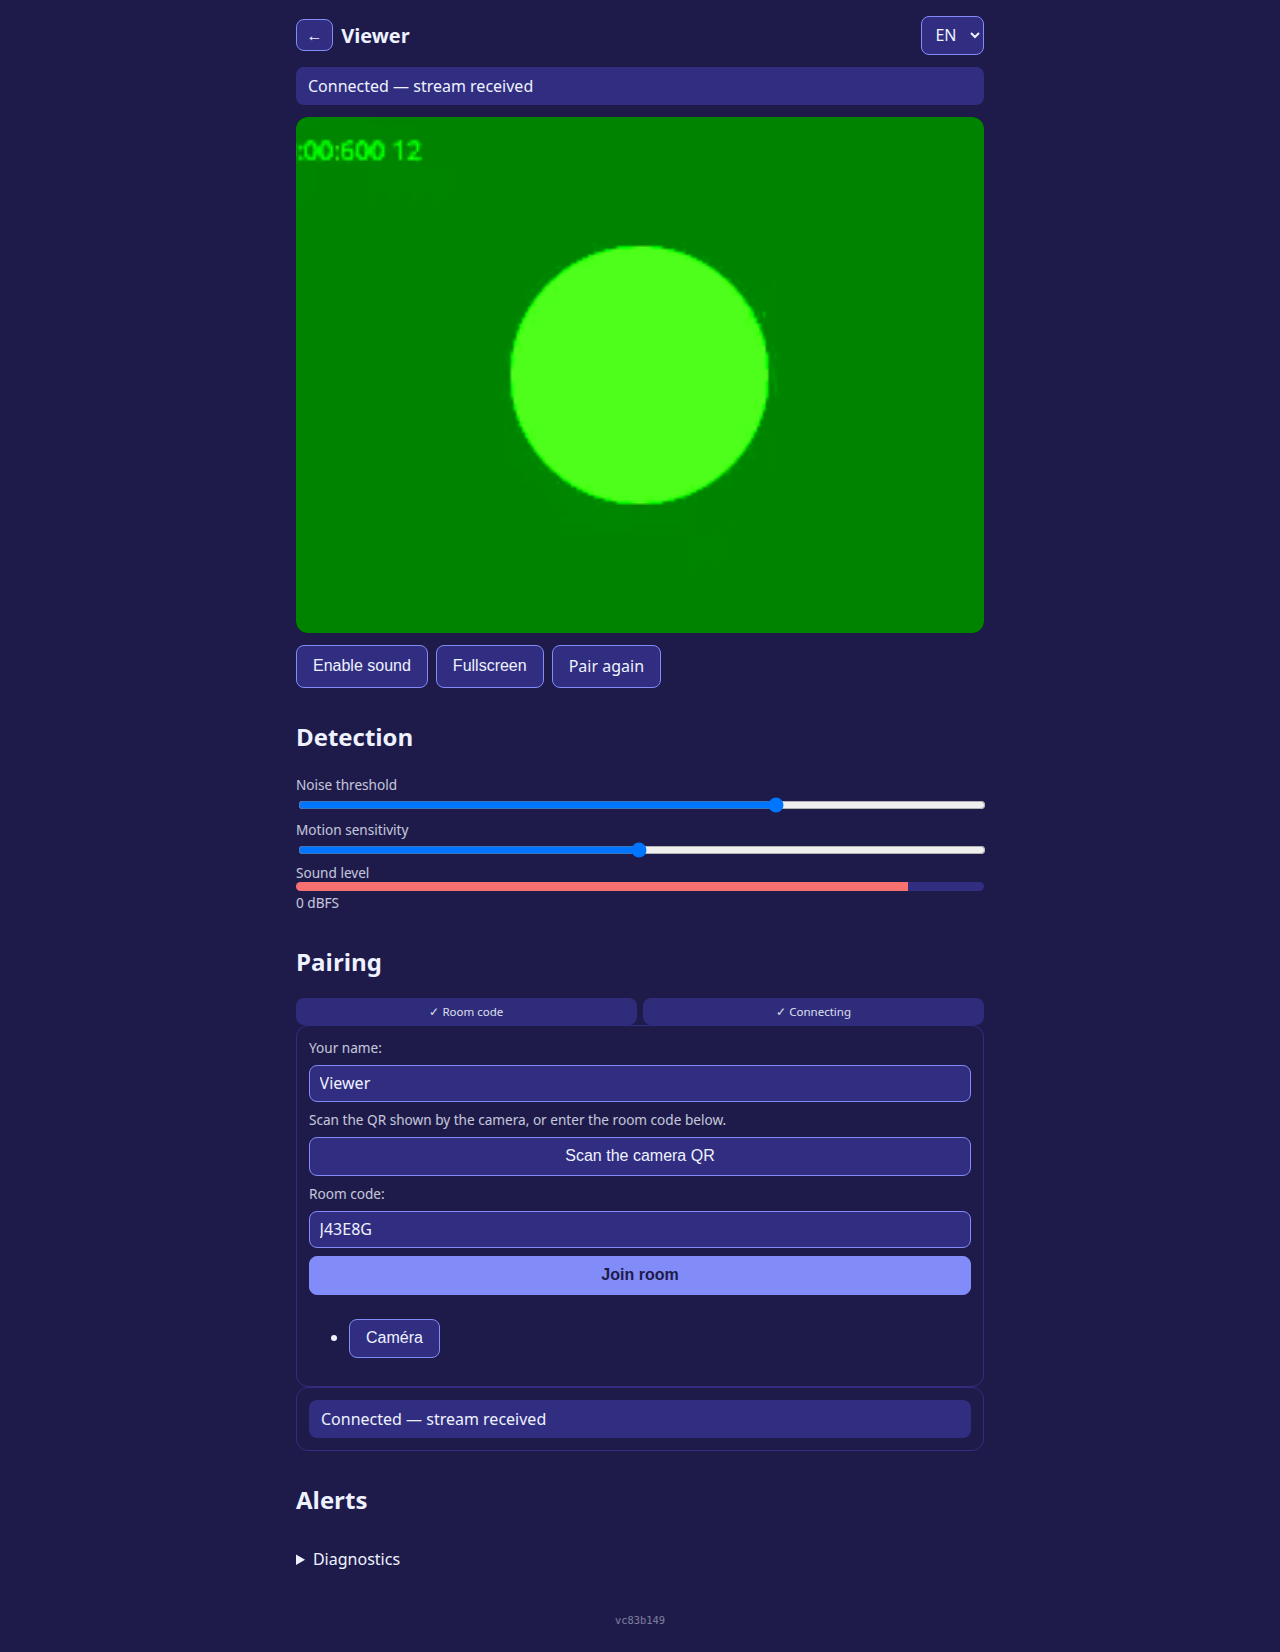 ← Viewer EN
Connected — stream received
:00:600 12
Enable sound Fullscreen Pair again
Detection
Noise threshold
Motion sensitivity
Sound level
0 dBFS
Pairing
✓ Room code ✓ Connecting
Your name:
Viewer
Scan the QR shown by the camera, or enter the room code below.
Scan the camera QR
Room code:
J43E8G
Join room
• Caméra
Connected — stream received
Alerts
▶ Diagnostics
vc83b149